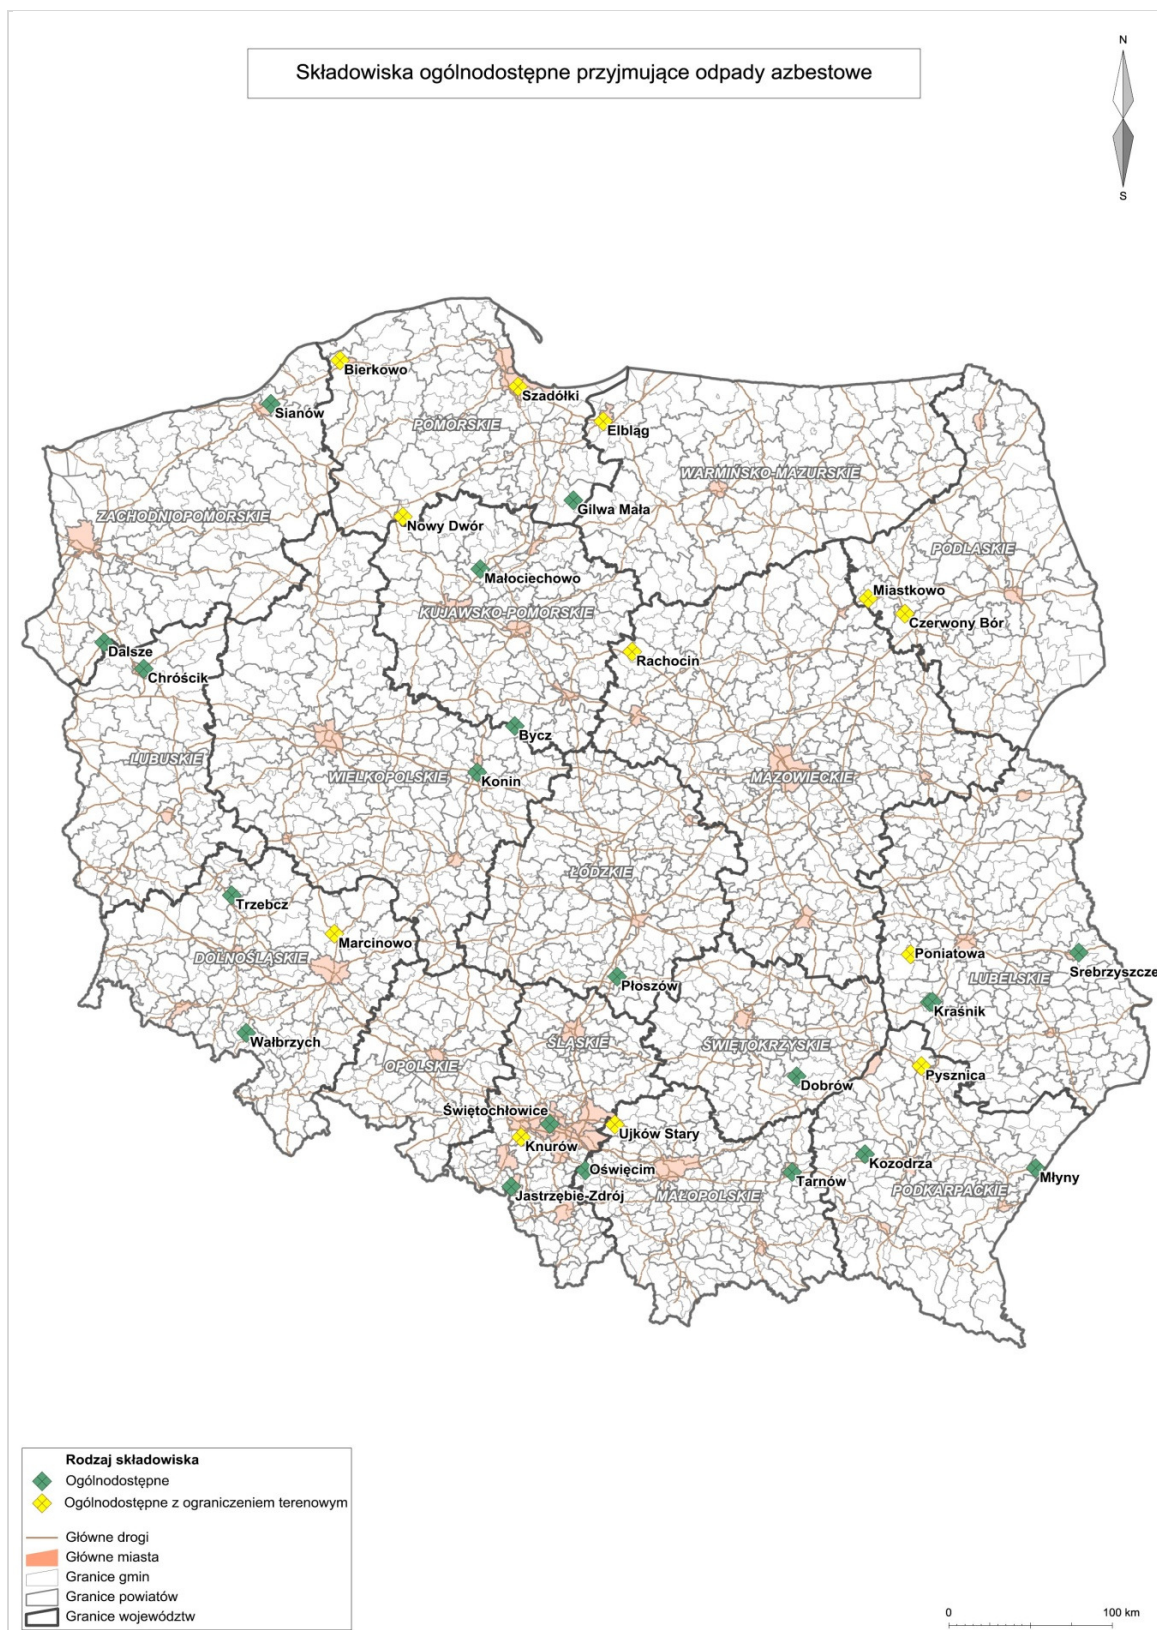 Składowiska ogólnodostępne przyjmujące odpady azbestowe
N
S
Bierkowo
Szadółki
Sianów
POMORSKIE
Elbląg
WARMIŃSKO-MAZURSKIE
ZACHODNIOPOMORSKIE
Gilwa Mała
Nowy Dwór
PODLASKIE
Małociechowo
Miastkowo
KUJAWSKO-POMORSKIE
Czerwony Bór
Dalsze
Rachocin
Chróścik
Bycz
LUBUSKIE
WIELKOPOLSKIE
Konin
MAZOWIECKIE
ŁÓDZKIE
Trzebcz
Marcinowo
DOLNOŚLĄSKIE
Poniatowa
Srebrzyszcze
LUBELSKIE
Płoszów
Kraśnik
Wałbrzych
ŚLĄSKIE
ŚWIĘTOKRZYSKIE
OPOLSKIE
Pysznica
Dobrów
Świętochłowice
Ujków Stary
Knurów
Oświęcim
Kozodrza
Tarnów
Młyny
Jastrzębie-Zdrój
MAŁOPOLSKIE
PODKARPACKIE
Rodzaj składowiska
Ogólnodostępne
Ogólnodostępne z ograniczeniem terenowym
Główne drogi
Główne miasta
Granice gmin
Granice powiatów
Granice województw
0 100 km